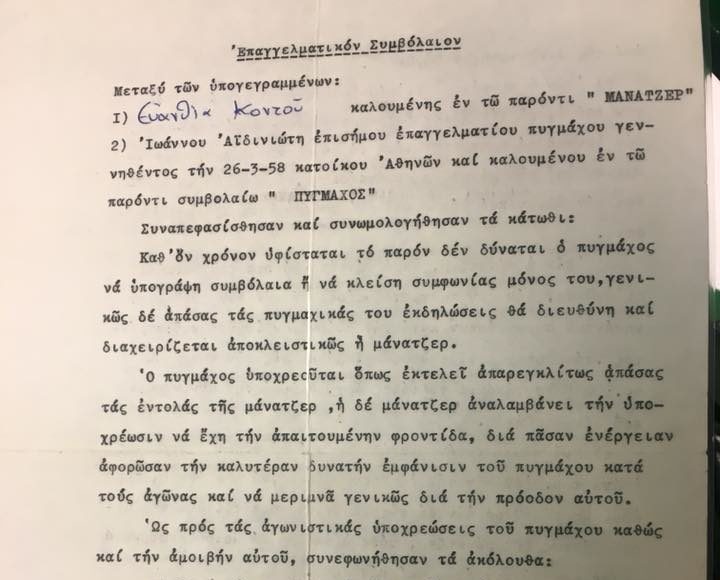 Ἐπαγγελματικόν Συμβόλαιον
Μεταξύ τῶν ὑπογεγραμμένων:
I) Εὐανθία Κοντοῦ καλουμένης ἐν τῶ παρόντι " ΜΑΝΑΤΖΕΡ"
2) Ἰωάννου Αϊδινιώτη ἐπισήμου ἐπαγγελματίου πυγμάχου γεν-
νηθέντος τήν 26-3-58 κατοίκου Ἀθηνῶν καί καλουμένου ἐν τῶ
παρόντι συμβολαίω " ΠΥΓΜΑΧΟΣ"
Συναπεφασίσθησαν καί συνωμολογήθησαν τά κάτωθι:
Καθ'ὅν χρόνον ὑφίσταται τό παρόν δέν δύναται ὁ πυγμάχος
νά ὑπογράψη συμβόλαια ἤ νά κλείση συμφωνίας μόνος του,γενι-
κῶς δέ ἁπάσας τάς πυγμαχικάς του ἐκδηλώσεις θά διευθύνη καί
διαχειρίζεται ἀποκλειστικῶς ἡ μάνατζερ.
Ὁ πυγμάχος ὑποχρεοῦται ὅπως ἐκτελεῖ ἀπαρεγκλίτως ἁπάσας
τάς ἐντολάς τῆς μάνατζερ ,ἡ δέ μάνατζερ ἀναλαμβάνει τήν ὑπο-
χρέωσιν νά ἔχη τήν ἀπαιτουμένην φροντίδα, διά πᾶσαν ἐνέργειαν
ἀφορῶσαν τήν καλυτέραν δυνατήν ἐμφάνισιν τοῦ πυγμάχου κατά
τούς ἀγῶνας καί νά μεριμνᾶ γενικῶς διά τήν πρόοδον αὐτοῦ.
Ὡς πρός τάς ἀγωνιστικάς ὑποχρεώσεις τοῦ πυγμάχου καθώς
καί τήν ἀμοιβήν αὐτοῦ, συνεφωνήθησαν τά ἀκόλουθα: